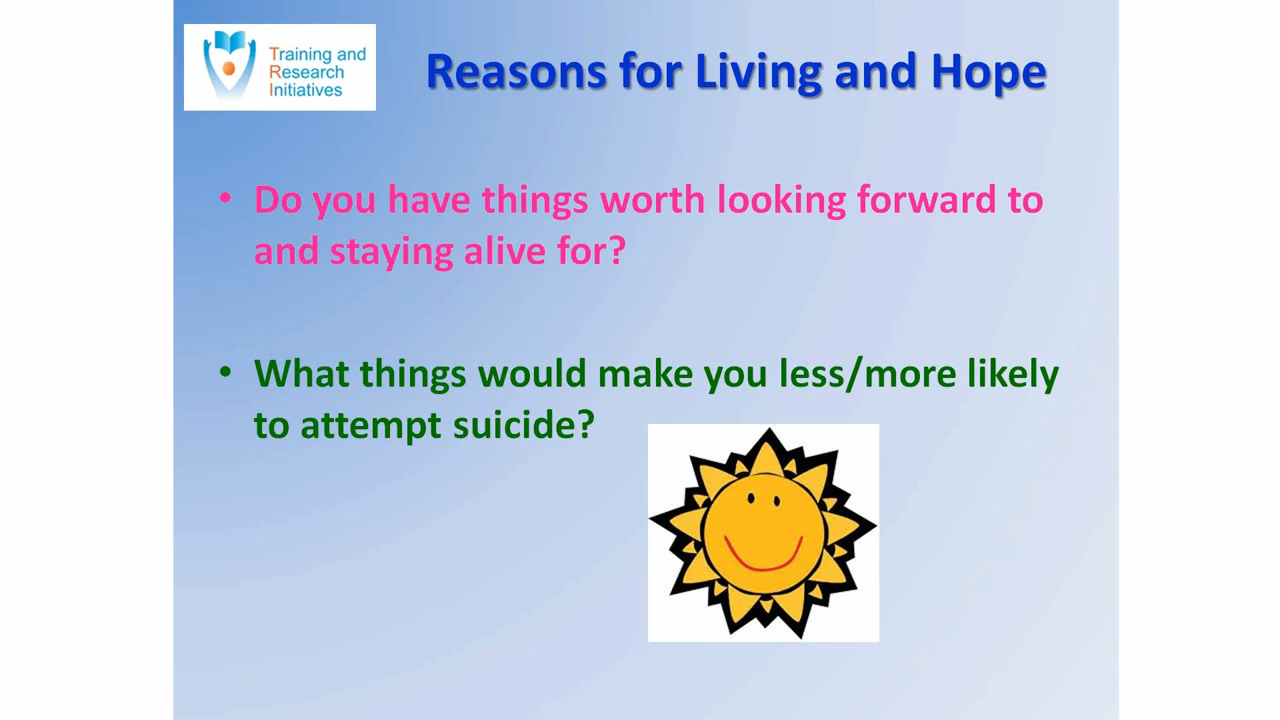 Training and
Research
Initiatives
Reasons for Living and Hope
• Do you have things worth looking forward to
and staying alive for?
• What things would make you less/more likely
to attempt suicide?